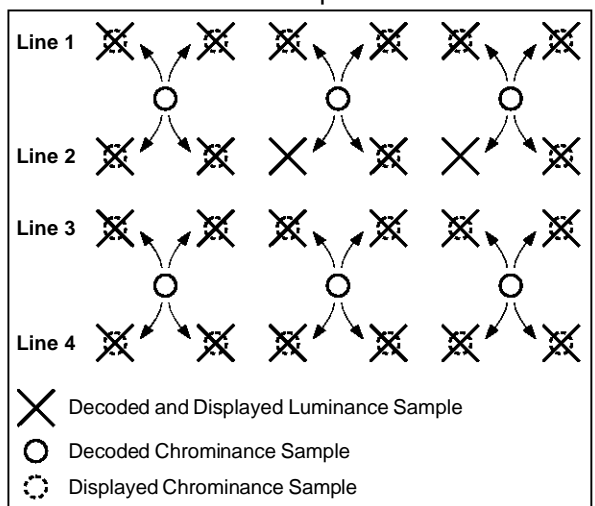 Line 1
Line 2
Line 3
Line 4
Decoded and Displayed Luminance Sample
Decoded Chrominance Sample
Displayed Chrominance Sample